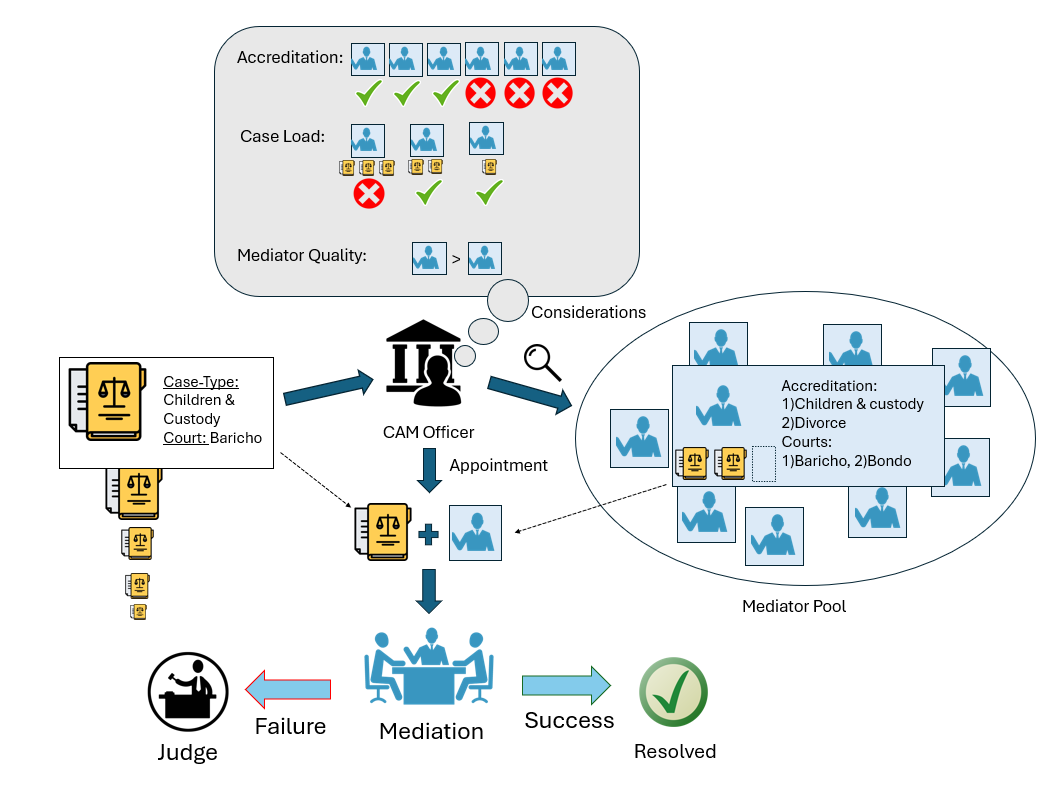 Accreditation:
Case Load:
Mediator Quality:
>
Considerations
Case-Type:
Children &
Custody
Court: Baricho
CAM Officer
Appointment
Accreditation:
1)Children & custody
2)Divorce
Courts:
1)Baricho, 2)Bondo
Mediator Pool
Judge
Failure
Mediation
Success
Resolved